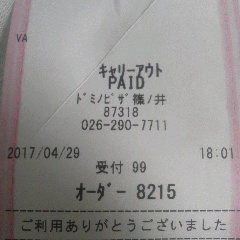 VA
キャリーアウト
PAID
ﾄﾞﾐﾉﾋﾟｻﾞ篠ﾉ井
87318
026-290-7711
2017/04/29 18:01
受付 99
ｵｰﾀﾞｰ 8215
ご利用ありがとうございました